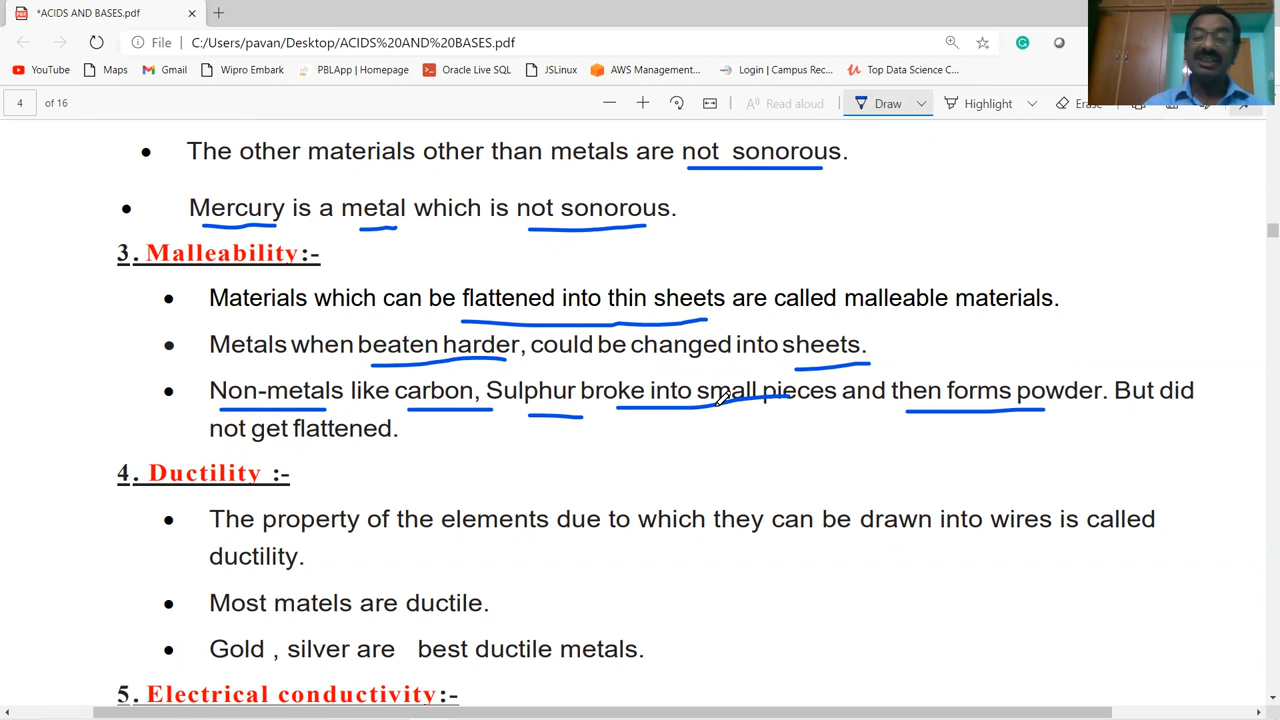 *ACIDS AND BASES.pdf
File C:/Users/pavan/Desktop/ACIDS%20AND%20BASES.pdf
YouTube Maps Gmail Wipro Embark PBLApp | Homepage Oracle Live SQL JSLinux AWS Management... Login | Campus Rec... Top Data Science C...
4 of 16 Read aloud Draw Highlight Erase
• The other materials other than metals are not sonorous.
• Mercury is a metal which is not sonorous.
3. Malleability:-
• Materials which can be flattened into thin sheets are called malleable materials.
• Metals when beaten harder, could be changed into sheets.
• Non-metals like carbon, Sulphur broke into small pieces and then forms powder. But did
not get flattened.
4. Ductility :-
• The property of the elements due to which they can be drawn into wires is called
ductility.
• Most matels are ductile.
• Gold , silver are best ductile metals.
5. Electrical conductivity:-